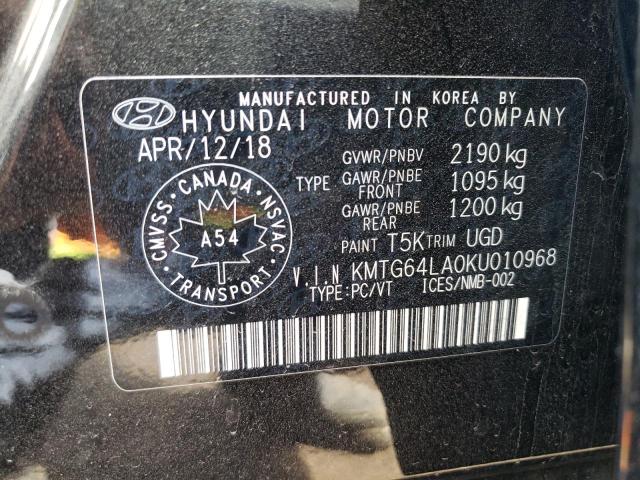 MANUFACTURED IN KOREA BY
HYUNDAI MOTOR COMPANY
APR/12/18
GVWR/PNBV 2190 kg
TYPE GAWR/PNBE FRONT 1095 kg
GAWR/PNBE REAR 1200 kg
PAINT T5K TRIM UGD
V.I.N KMTG64LA0KU010968
TYPE:PC/VT ICES/NMB-002
CANADA
CMVSS. NSVAC
A54
TRANSPORT